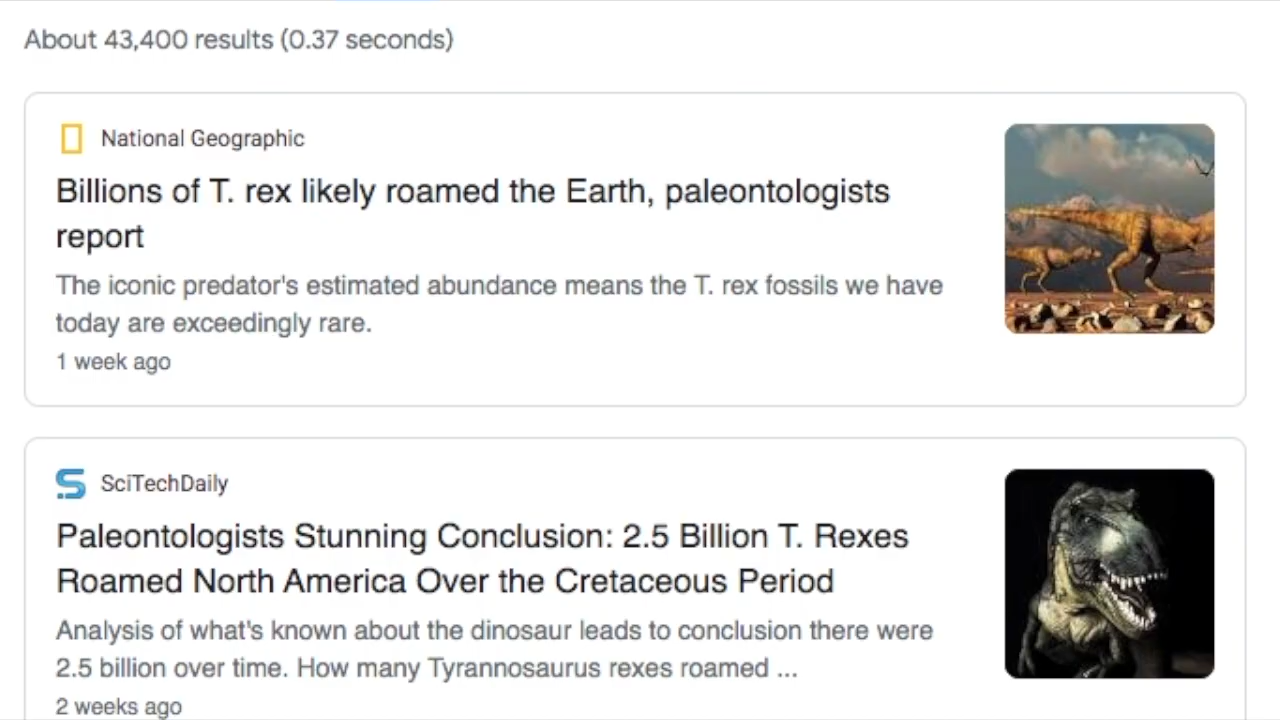 About 43,400 results (0.37 seconds)
National Geographic
Billions of T. rex likely roamed the Earth, paleontologists
report
The iconic predator's estimated abundance means the T. rex fossils we have
today are exceedingly rare.
1 week ago
SciTechDaily
Paleontologists Stunning Conclusion: 2.5 Billion T. Rexes
Roamed North America Over the Cretaceous Period
Analysis of what's known about the dinosaur leads to conclusion there were
2.5 billion over time. How many Tyrannosaurus rexes roamed ...
2 weeks ago